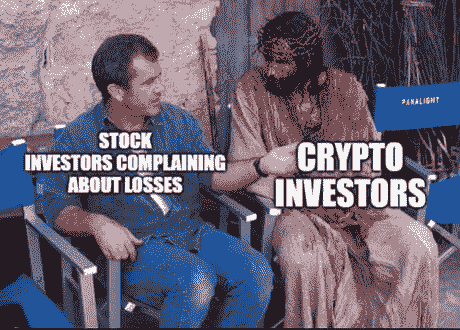 PANALIGHT
STOCK
INVESTORS COMPLAINING
ABOUT LOSSES
CRYPTO
INVESTORS